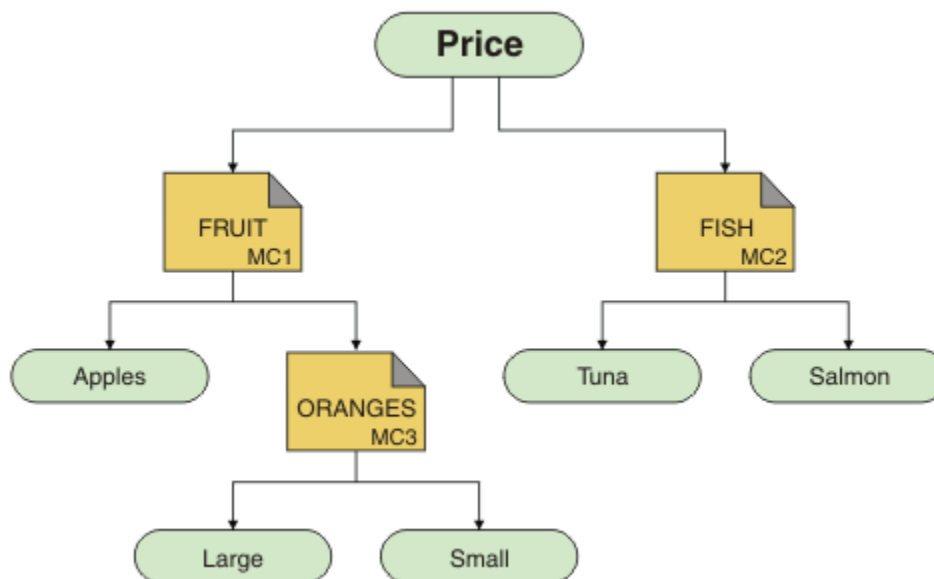 Price
FRUIT
MC1
FISH
MC2
Apples
ORANGES
MC3
Tuna
Salmon
Large
Small